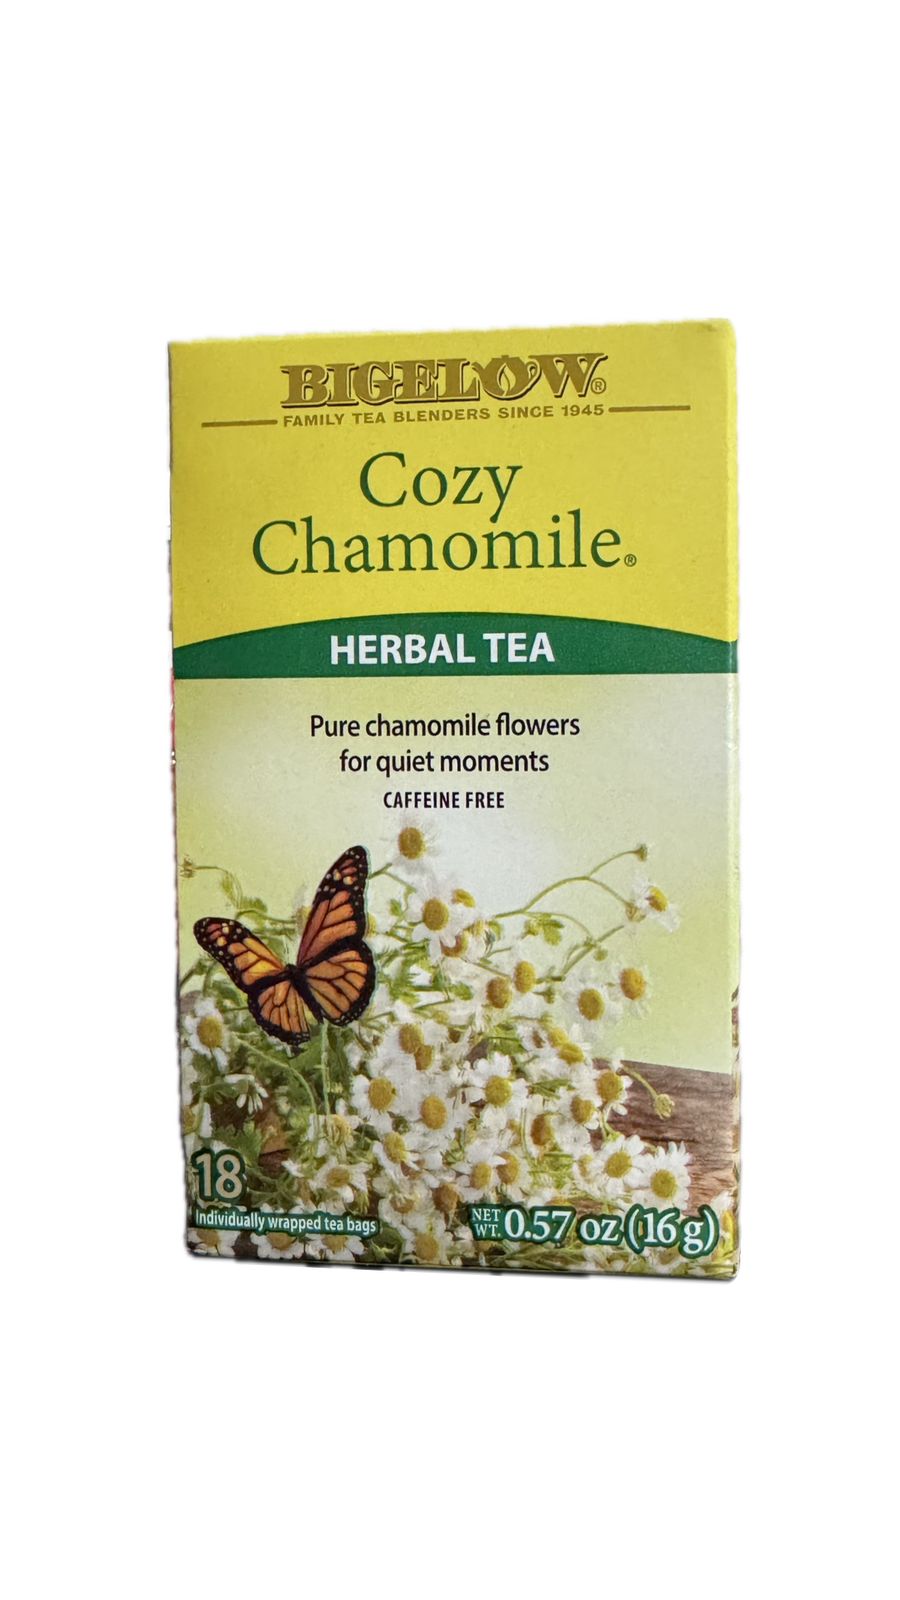 BIGELOW®
FAMILY TEA BLENDERS SINCE 1945
Cozy
Chamomile®
HERBAL TEA
Pure chamomile flowers
for quiet moments
CAFFEINE FREE
18
Individually wrapped tea bags
NET WT. 0.57 oz (16 g)